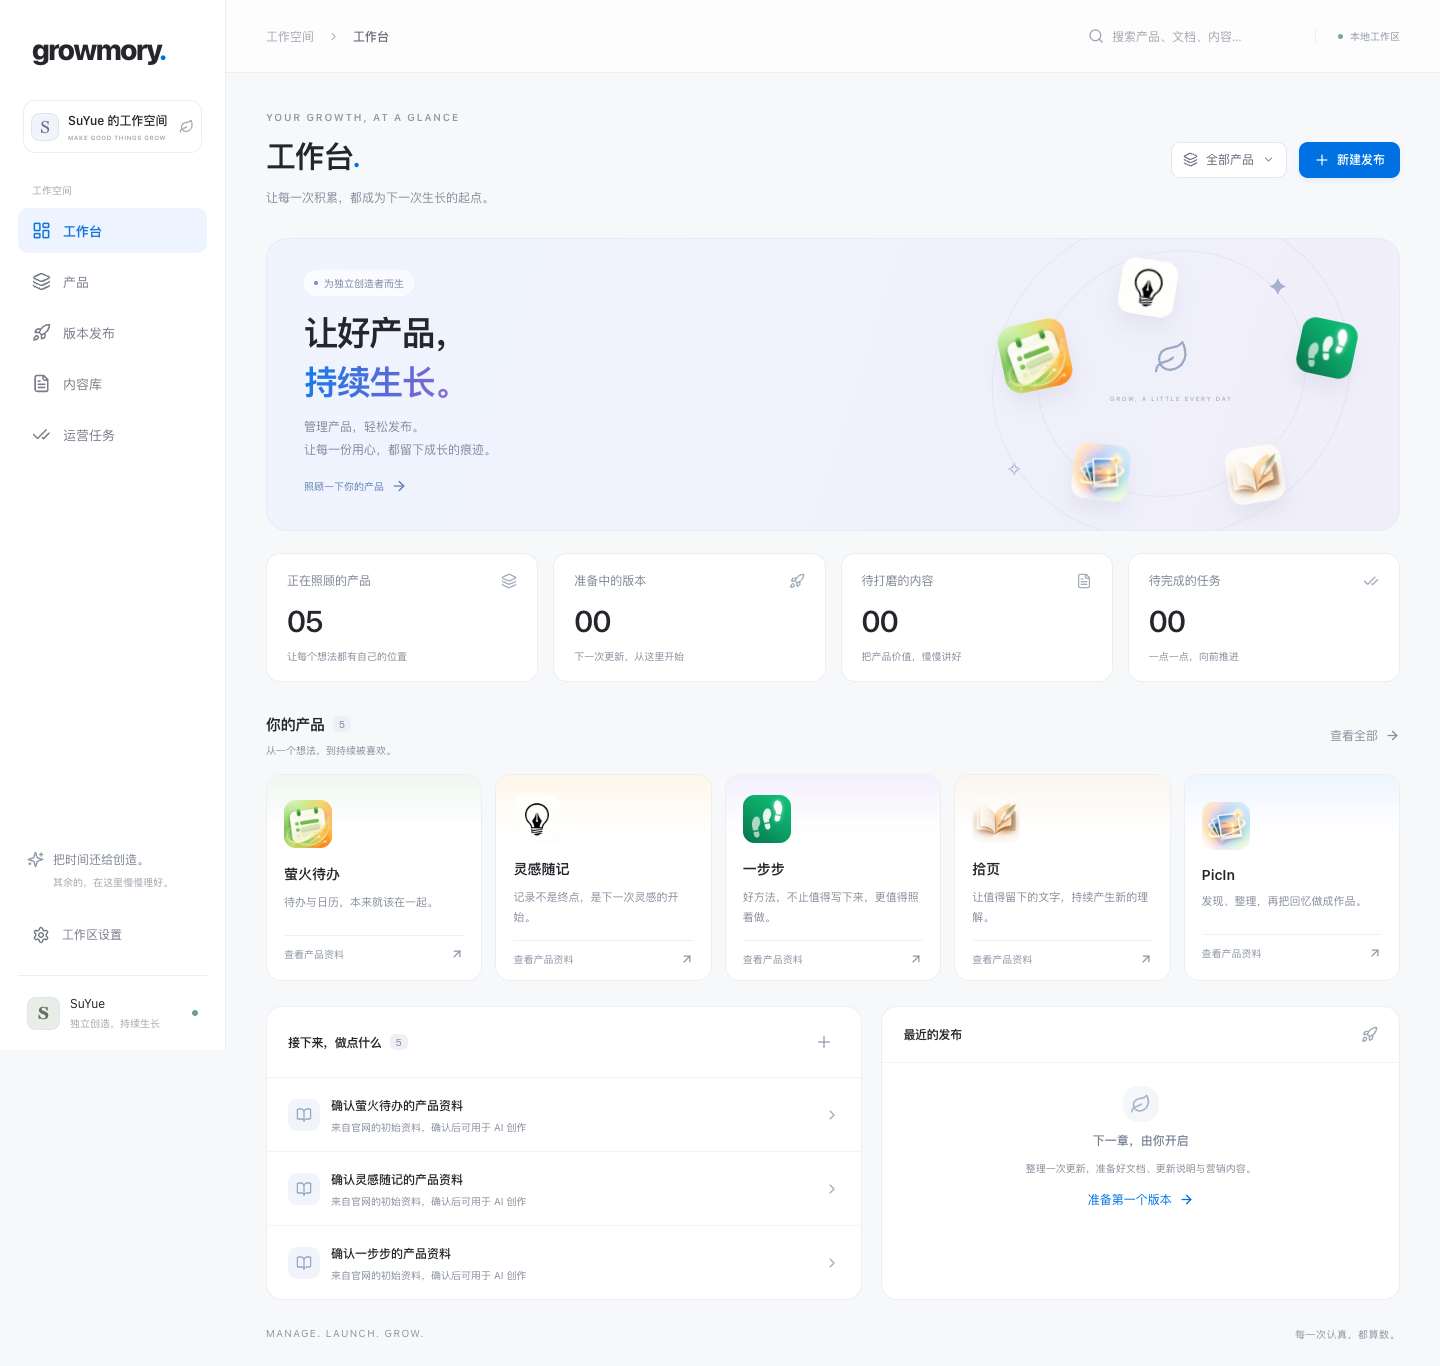 growmory.
S
SuYue 的工作空间
MAKE GOOD THINGS GROW
工作空间
工作台
产品
版本发布
内容库
运营任务
把时间还给创造。
其余的，在这里慢慢理好。
工作区设置
S
SuYue
独立创造，持续生长
工作空间
工作台
搜索产品、文档、内容...
本地工作区
YOUR GROWTH, AT A GLANCE
工作台.
让每一次积累，都成为下一次生长的起点。
全部产品
新建发布
为独立创造者而生
让好产品，
持续生长。
管理产品，轻松发布。
让每一份用心，都留下成长的痕迹。
照顾一下你的产品
GROW, A LITTLE EVERY DAY
正在照顾的产品
05
让每个想法都有自己的位置
准备中的版本
00
下一次更新，从这里开始
待打磨的内容
00
把产品价值，慢慢讲好
待完成的任务
00
一点一点，向前推进
你的产品 5
从一个想法，到持续被喜欢。
查看全部
萤火待办
待办与日历，本来就该在一起。
查看产品资料
灵感随记
记录不是终点，是下一次灵感的开
始。
查看产品资料
一步步
好方法，不止值得写下来，更值得照
着做。
查看产品资料
拾页
让值得留下的文字，持续产生新的理
解。
查看产品资料
PicIn
发现、整理，再把回忆做成作品。
查看产品资料
接下来，做点什么 5
确认萤火待办的产品资料
来自官网的初始资料，确认后可用于 AI 创作
确认灵感随记的产品资料
来自官网的初始资料，确认后可用于 AI 创作
确认一步步的产品资料
来自官网的初始资料，确认后可用于 AI 创作
最近的发布
下一章，由你开启
整理一次更新，准备好文档、更新说明与营销内容。
准备第一个版本
MANAGE. LAUNCH. GROW.
每一次认真，都算数。